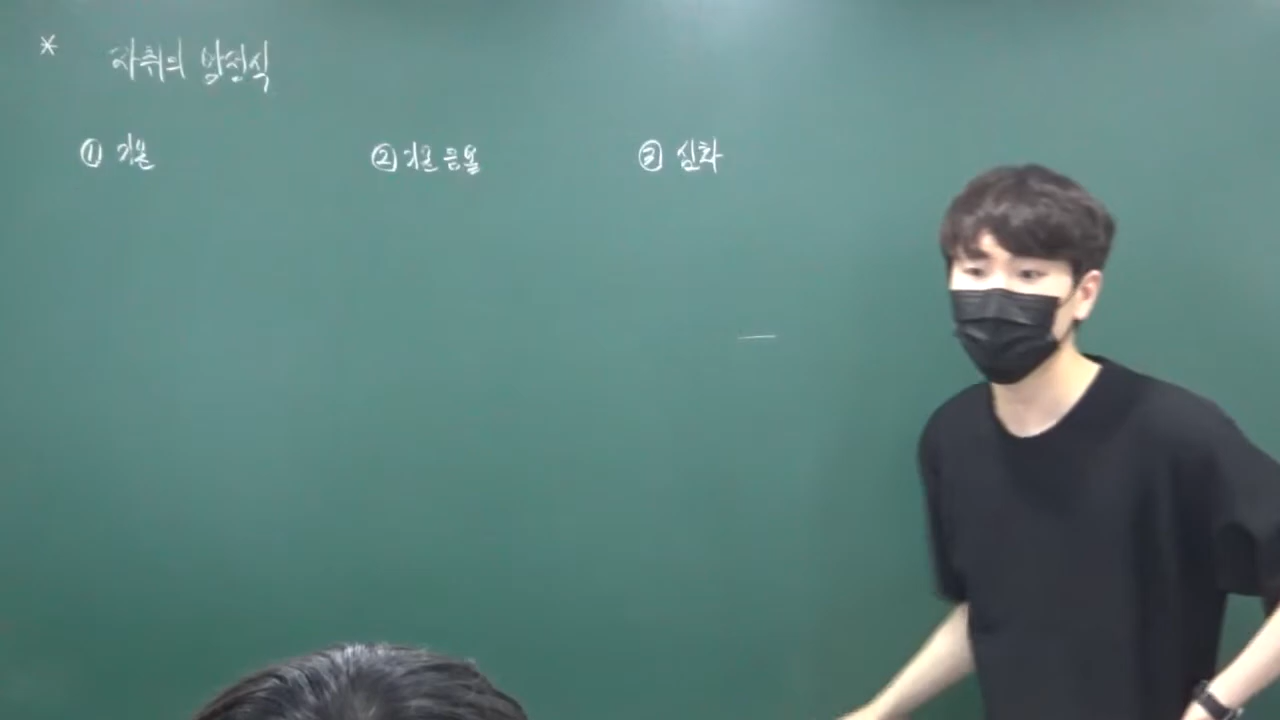 * 자취의 방정식
① 기본 ② 기본 응용 ③ 심화